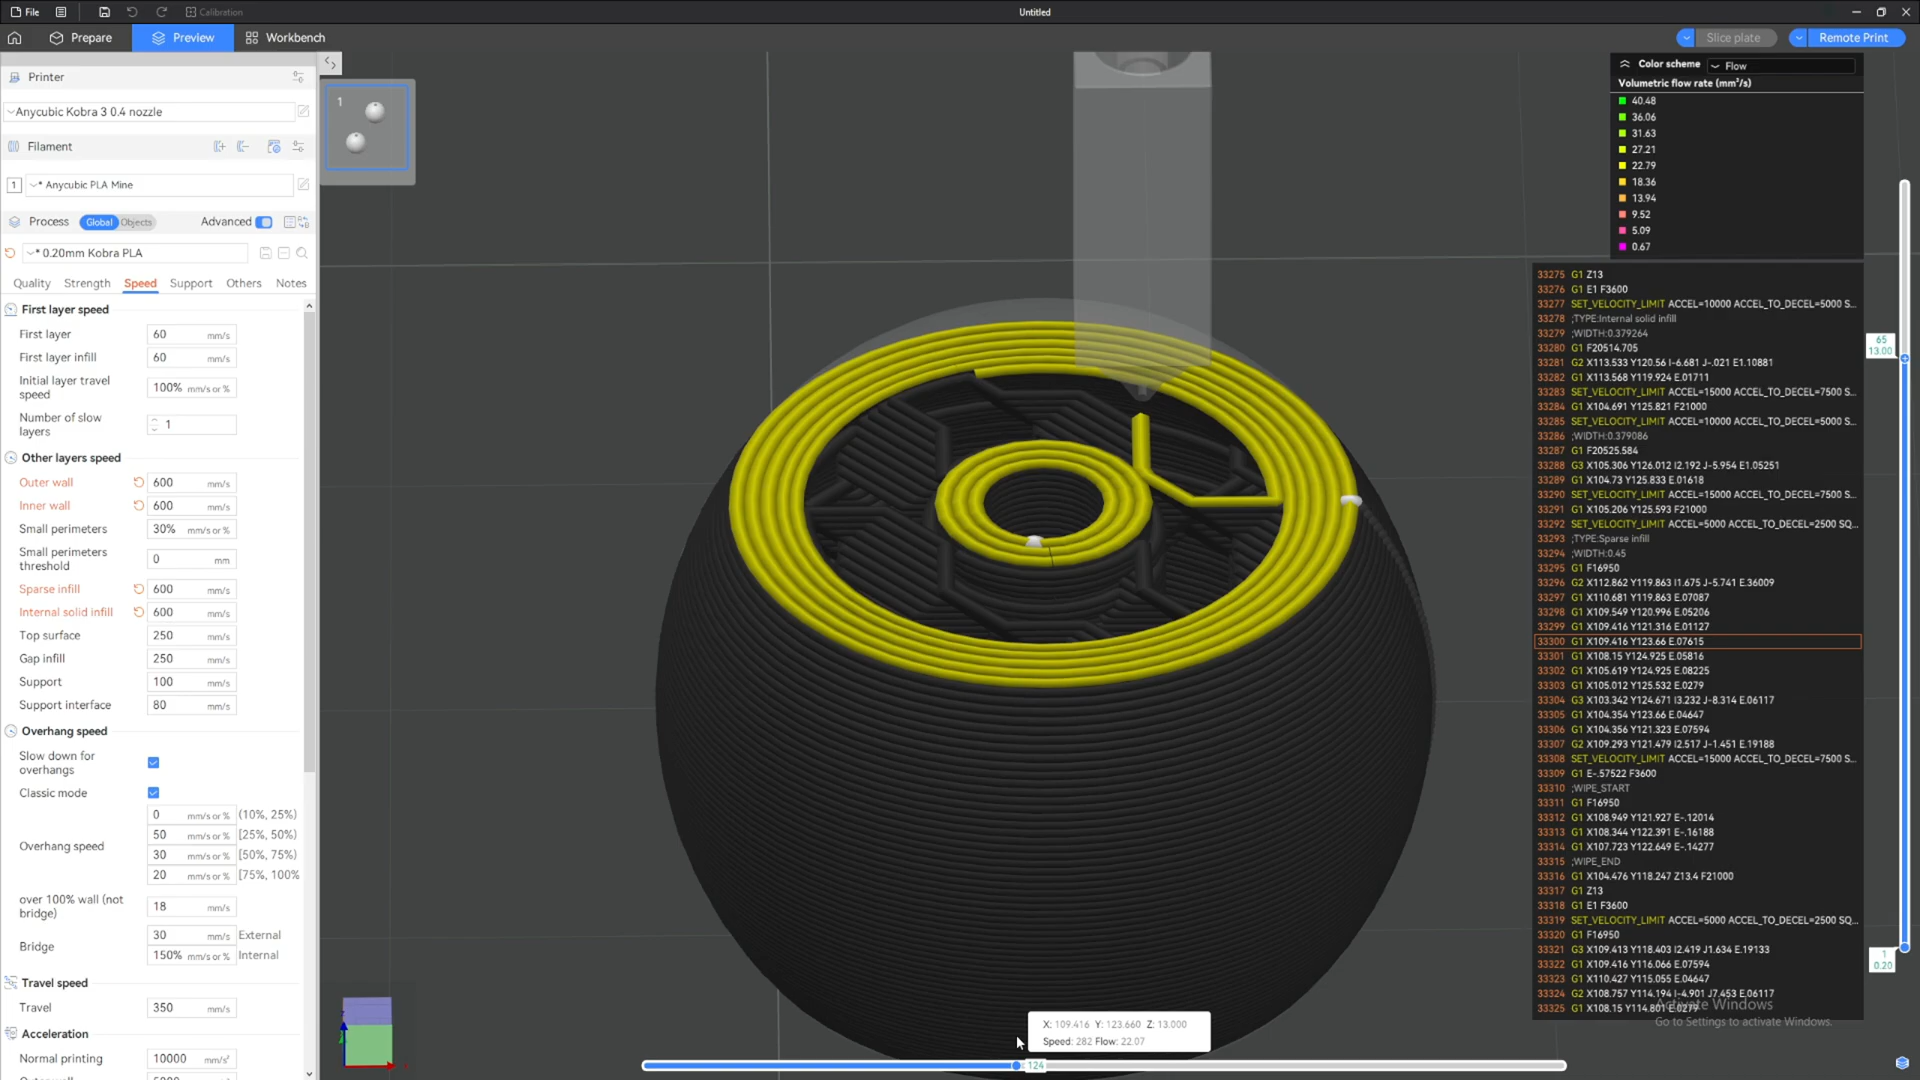 File
Calibration
Untitled
Prepare
Preview
Workbench
Slice plate
Remote Print
Printer
Anycubic Kobra 3 0.4 nozzle
Filament
1
* Anycubic PLA Mine
Process
Global
Objects
Advanced
* 0.20mm Kobra PLA
Quality
Strength
Speed
Support
Others
Notes
First layer speed
First layer 60 mm/s
First layer infill 60 mm/s
Initial layer travel
speed 100% mm/s or %
Number of slow
layers 1
Other layers speed
Outer wall 600 mm/s
Inner wall 600 mm/s
Small perimeters 30% mm/s or %
Small perimeters
threshold 0 mm
Sparse infill 600 mm/s
Internal solid infill 600 mm/s
Top surface 250 mm/s
Gap infill 250 mm/s
Support 100 mm/s
Support interface 80 mm/s
Overhang speed
Slow down for
overhangs
Classic mode
0 mm/s or % (10%, 25%)
50 mm/s or % [25%, 50%)
Overhang speed
30 mm/s or % [50%, 75%)
20 mm/s or % [75%, 100%
over 100% wall (not
bridge) 18 mm/s
30 mm/s External
Bridge
150% mm/s or % Internal
Travel speed
Travel 350 mm/s
Acceleration
Normal printing 10000 mm/s²
1
Color scheme Flow
Volumetric flow rate (mm³/s)
40.48
36.06
31.63
27.21
22.79
18.36
13.94
9.52
5.09
0.67
33275 G1 Z13
33276 G1 E1 F3600
33277 SET_VELOCITY_LIMIT ACCEL=10000 ACCEL_TO_DECEL=5000 S...
33278 ;TYPE:Internal solid infill
33279 ;WIDTH:0.379264
33280 G1 F20514.705
33281 G2 X113.533 Y120.56 I-6.681 J-.021 E1.10881
33282 G1 X113.568 Y119.924 E.01711
33283 SET_VELOCITY_LIMIT ACCEL=15000 ACCEL_TO_DECEL=7500 S...
33284 G1 X104.691 Y125.821 F21000
33285 SET_VELOCITY_LIMIT ACCEL=10000 ACCEL_TO_DECEL=5000 S...
33286 ;WIDTH:0.379086
33287 G1 F20525.584
33288 G3 X105.306 Y126.012 I2.192 J-5.954 E1.05251
33289 G1 X104.73 Y125.833 E.01618
33290 SET_VELOCITY_LIMIT ACCEL=15000 ACCEL_TO_DECEL=7500 S...
33291 G1 X105.206 Y125.593 F21000
33292 SET_VELOCITY_LIMIT ACCEL=5000 ACCEL_TO_DECEL=2500 SQ...
33293 ;TYPE:Sparse infill
33294 ;WIDTH:0.45
33295 G1 F16950
33296 G2 X112.862 Y119.863 I1.675 J-5.741 E.36009
33297 G1 X110.681 Y119.863 E.07087
33298 G1 X109.549 Y120.996 E.05206
33299 G1 X109.416 Y121.316 E.01127
33300 G1 X109.416 Y123.66 E.07615
33301 G1 X108.15 Y124.925 E.05816
33302 G1 X105.619 Y124.925 E.08225
33303 G1 X105.012 Y125.532 E.0279
33304 G3 X103.342 Y124.671 I3.232 J-8.314 E.06117
33305 G1 X104.354 Y123.66 E.04647
33306 G1 X104.356 Y121.323 E.07594
33307 G2 X109.293 Y121.479 I2.517 J-1.451 E.19188
33308 SET_VELOCITY_LIMIT ACCEL=15000 ACCEL_TO_DECEL=7500 S...
33309 G1 E-.57522 F3600
33310 ;WIPE_START
33311 G1 F16950
33312 G1 X108.949 Y121.927 E-.12014
33313 G1 X108.344 Y122.391 E-.16188
33314 G1 X107.723 Y122.649 E-.14277
33315 ;WIPE_END
33316 G1 X104.476 Y118.247 Z13.4 F21000
33317 G1 Z13
33318 G1 E1 F3600
33319 SET_VELOCITY_LIMIT ACCEL=5000 ACCEL_TO_DECEL=2500 SQ...
33320 G1 F16950
33321 G3 X109.413 Y118.403 I2.419 J1.634 E.19133
33322 G1 X109.416 Y116.066 E.07594
33323 G1 X110.427 Y115.055 E.04647
33324 G2 X108.757 Y114.194 I-4.901 J7.453 E.06117
33325 G1 X108.15 Y114.801 E.0279
Activate Windows
Go to Settings to activate Windows.
65
13.00
1
0.20
X: 109.416 Y: 123.660 Z: 13.000
Speed: 282 Flow: 22.07
124